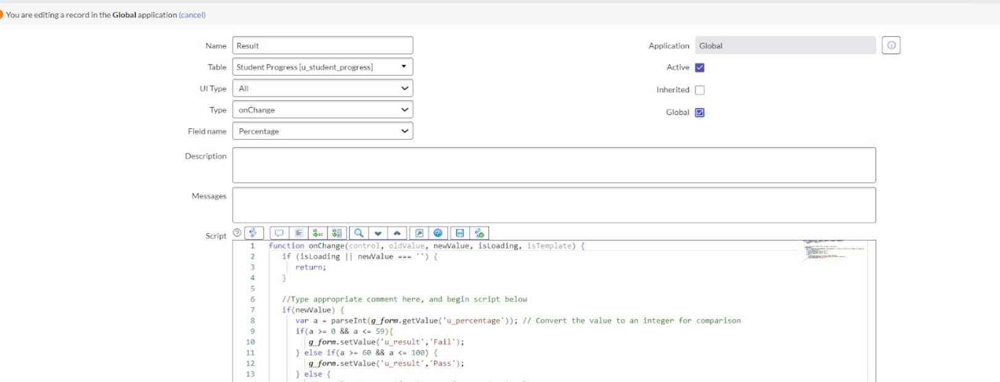 You are editing a record in the Global application (cancel)
Name Result
Application Global
Table Student Progress [u_student_progress]
Active
UI Type All
Inherited
Type onChange
Global
Field name Percentage
Description
Messages
Script
1 function onChange(control, oldValue, newValue, isLoading, isTemplate) {
2 if (isLoading || newValue === '') {
3 return;
4 }
5
6 //Type appropriate comment here, and begin script below
7 if(newValue) {
8 var a = parseInt(g_form.getValue('u_percentage')); // Convert the value to an integer for comparison
9 if(a >= 0 && a <= 59){
10 g_form.setValue('u_result','Fail');
11 } else if(a >= 60 && a <= 100) {
12 g_form.setValue('u_result','Pass');
13 } else {